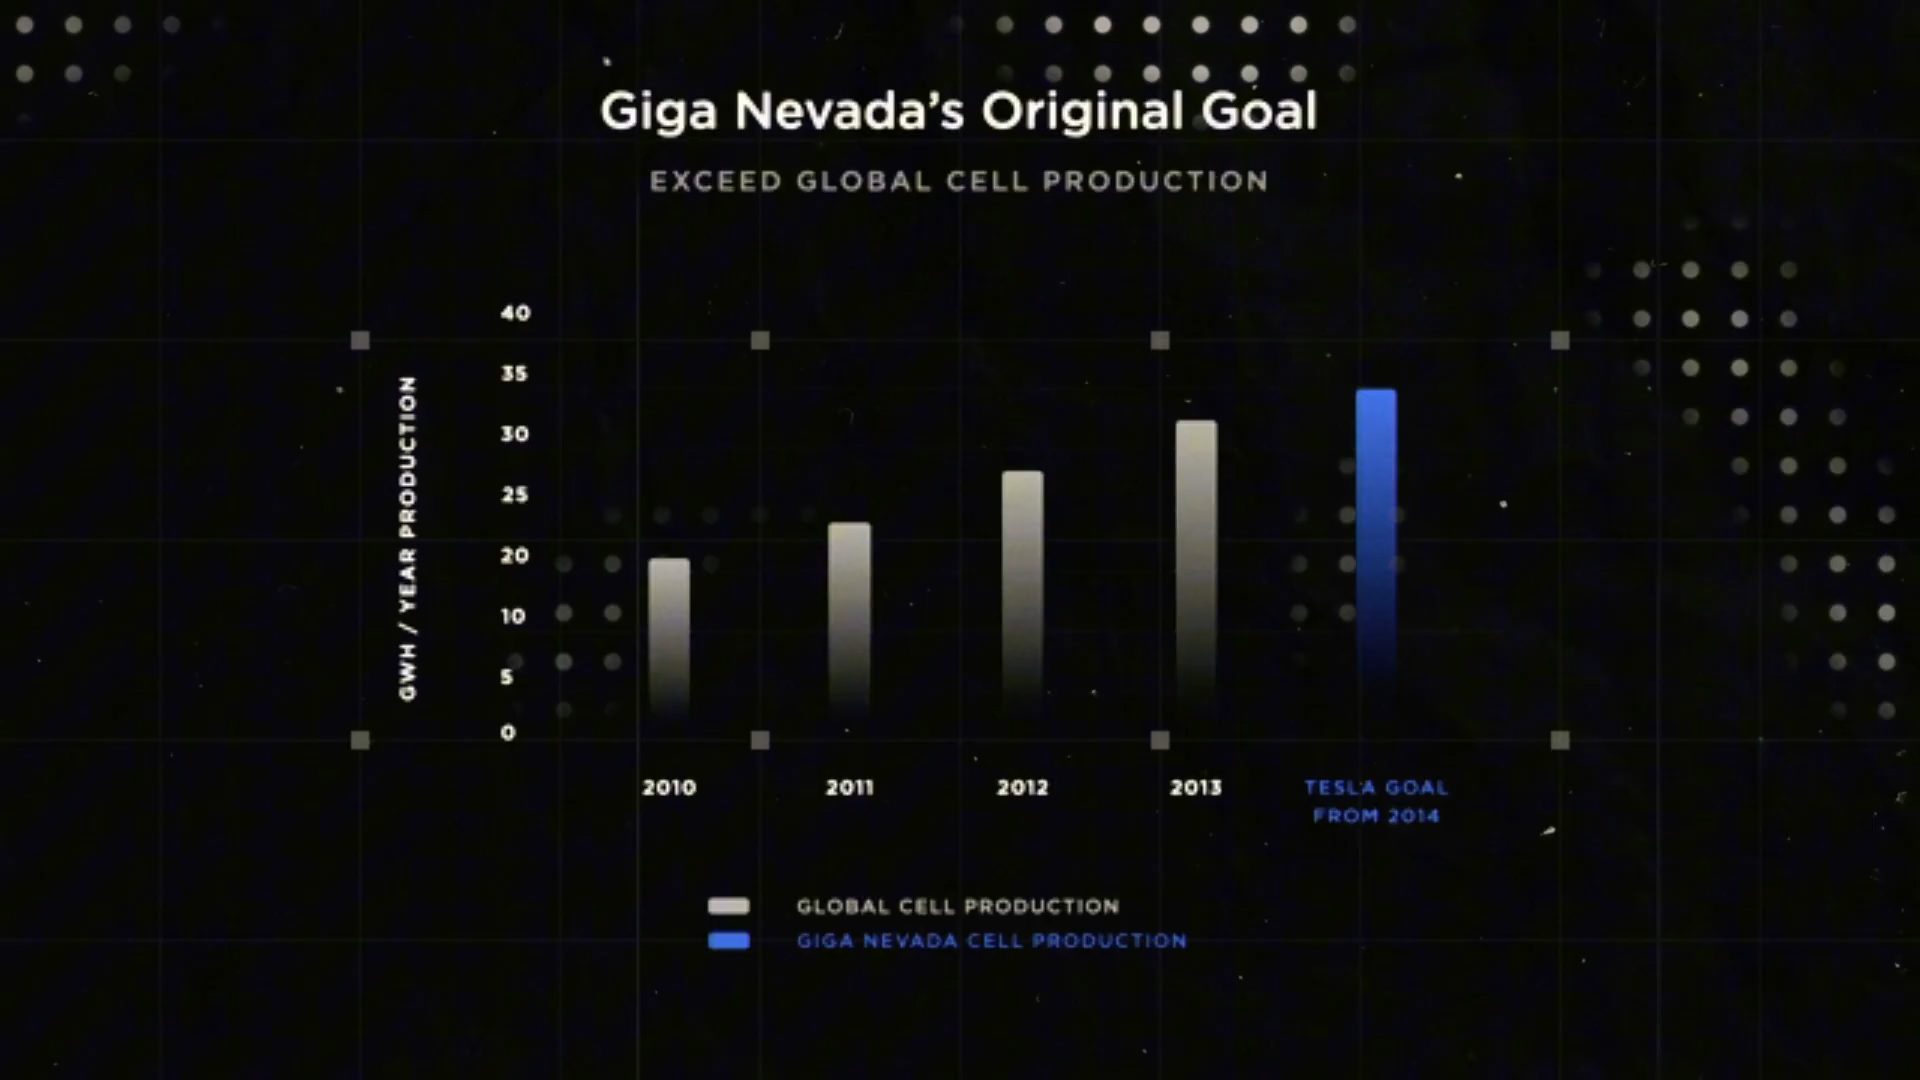 Giga Nevada’s Original Goal
EXCEED GLOBAL CELL PRODUCTION
GWH / YEAR PRODUCTION
40
35
30
25
20
10
5
0
2010
2011
2012
2013
TESLA GOAL
FROM 2014
GLOBAL CELL PRODUCTION
GIGA NEVADA CELL PRODUCTION